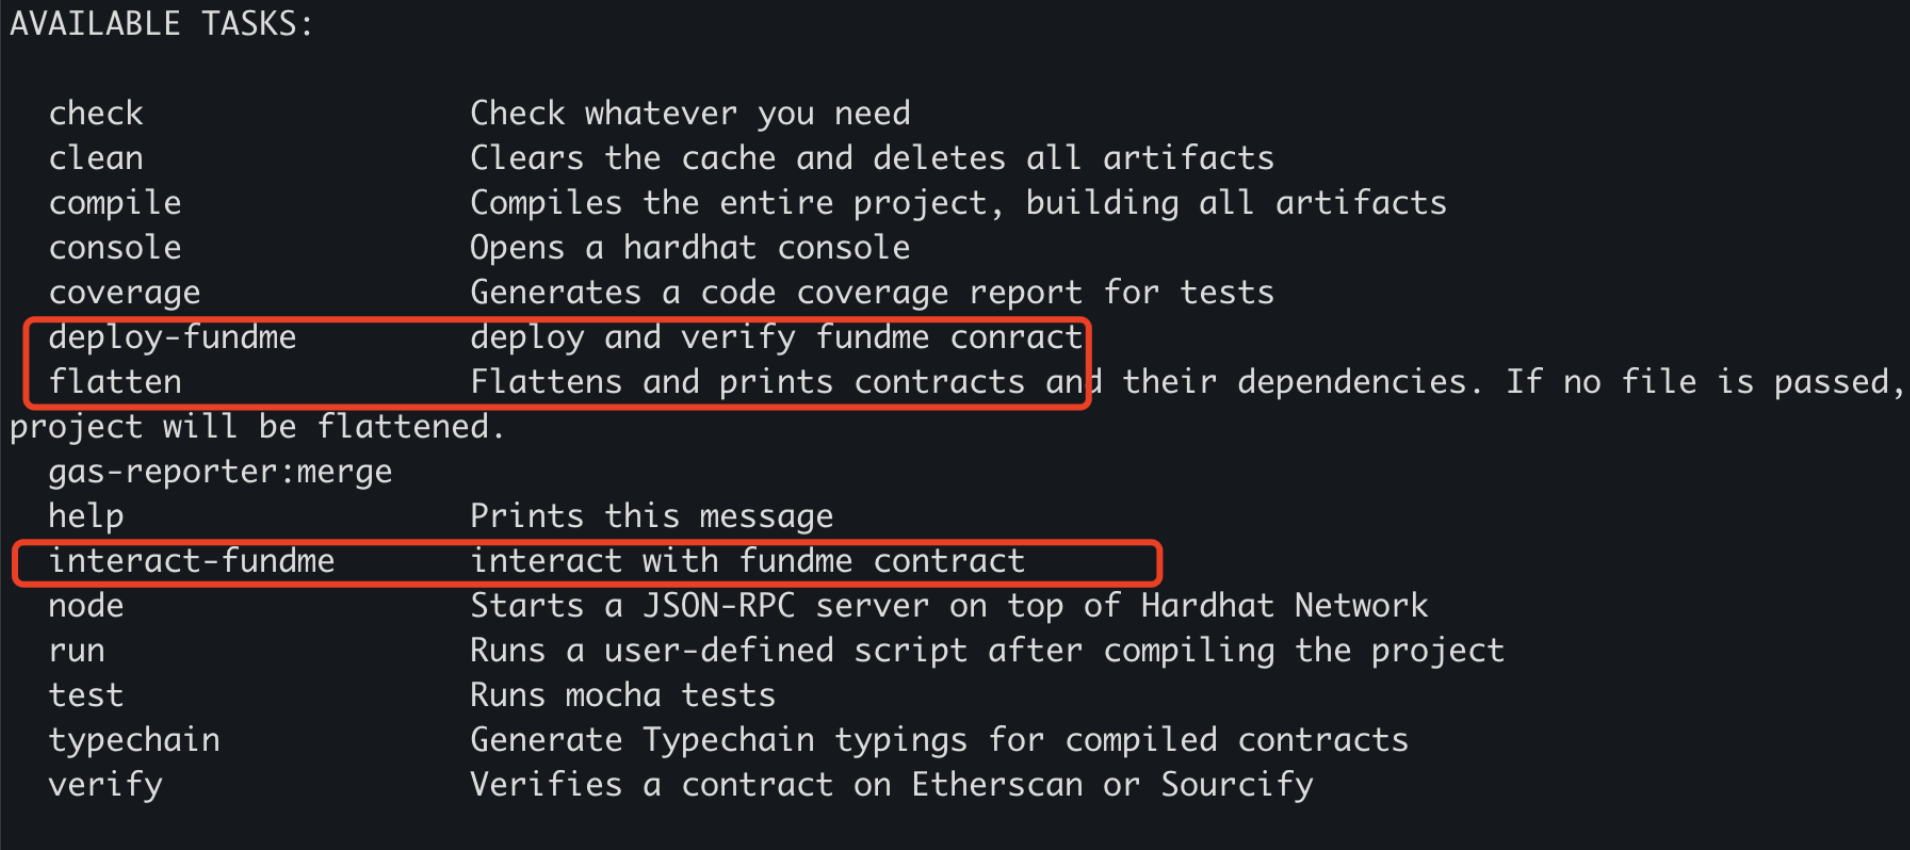 AVAILABLE TASKS:
check Check whatever you need
clean Clears the cache and deletes all artifacts
compile Compiles the entire project, building all artifacts
console Opens a hardhat console
coverage Generates a code coverage report for tests
deploy-fundme deploy and verify fundme conract
flatten Flattens and prints contracts and their dependencies. If no file is passed,
project will be flattened.
gas-reporter:merge
help Prints this message
interact-fundme interact with fundme contract
node Starts a JSON-RPC server on top of Hardhat Network
run Runs a user-defined script after compiling the project
test Runs mocha tests
typechain Generate Typechain typings for compiled contracts
verify Verifies a contract on Etherscan or Sourcify